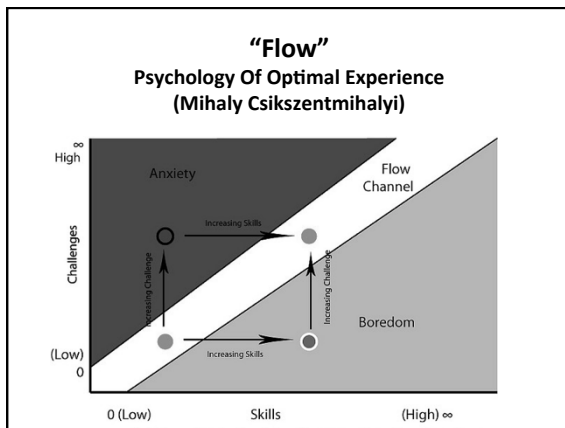 “Flow”
Psychology Of Optimal Experience
(Mihaly Csikszentmihalyi)
∞
High
Anxiety
Flow
Channel
Increasing Skills
Challenges
Increasing Challenge
Increasing Challenge
Boredom
Increasing Skills
(Low)
0
0 (Low) Skills (High) ∞